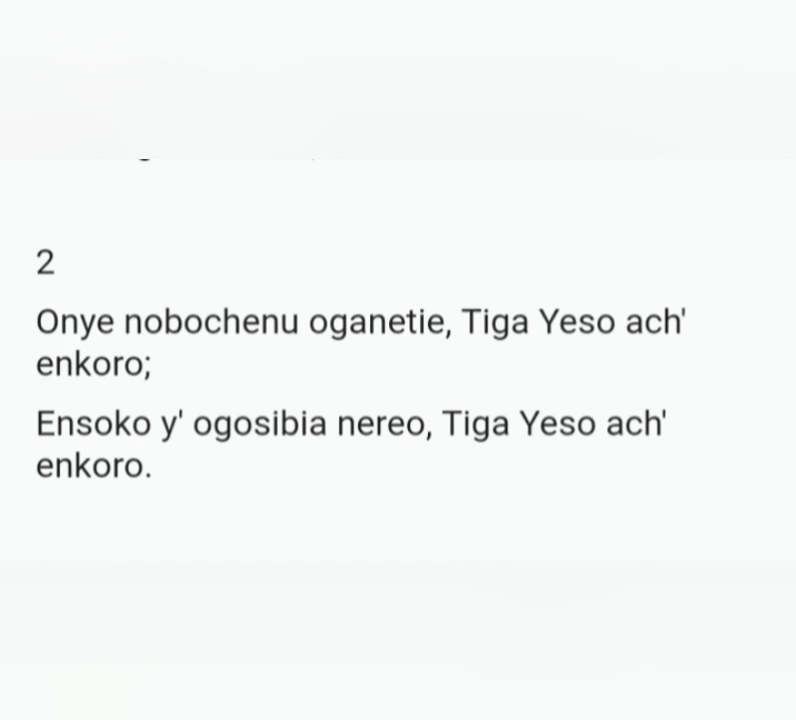 2
Onye nobochenu oganetie, Tiga Yeso ach'
enkoro;
Ensoko y' ogosibia nereo, Tiga Yeso ach'
enkoro.